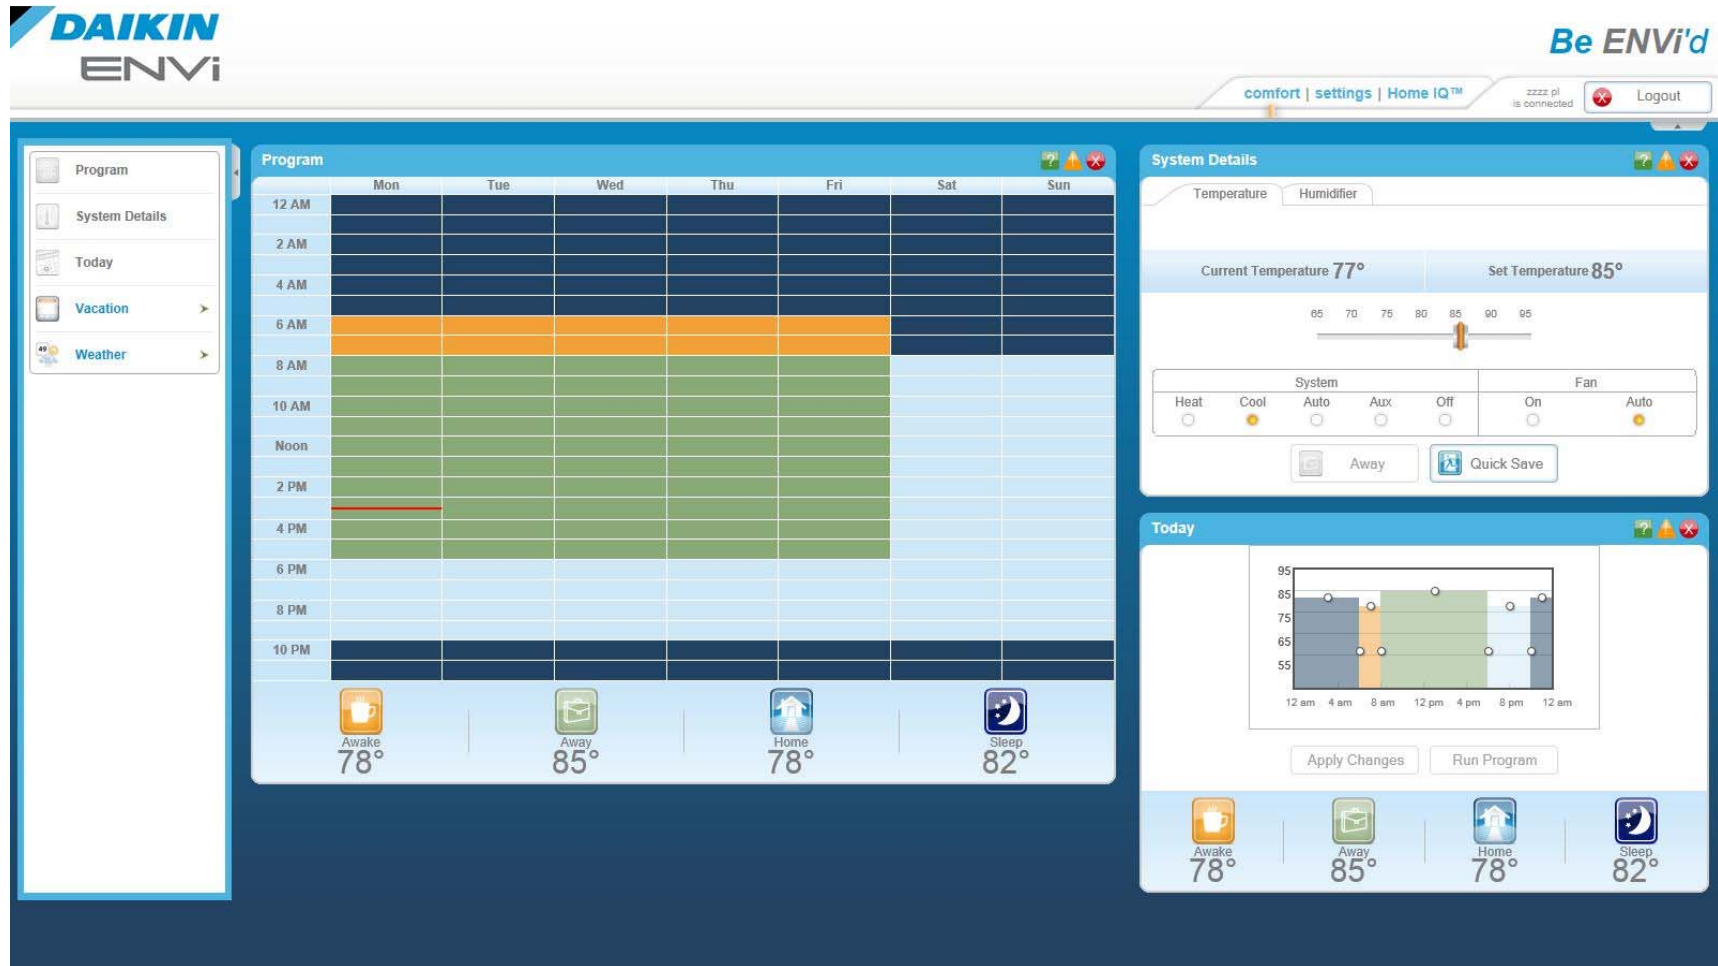 DAIKIN
ENVi
Be ENVi'd
comfort | settings | Home IQ™
zzzz pl
is connected
Logout
Program
System Details
Today
Vacation
49
Weather
Program
Mon Tue Wed Thu Fri Sat Sun
12 AM
2 AM
4 AM
6 AM
8 AM
10 AM
Noon
2 PM
4 PM
6 PM
8 PM
10 PM
Awake Away Home Sleep
78° 85° 78° 82°
System Details
Temperature Humidifier
Current Temperature 77° Set Temperature 85°
65 70 75 80 85 90 95
System Fan
Heat Cool Auto Aux Off On Auto
Away Quick Save
Today
95
85
75
65
55
12 am 4 am 8 am 12 pm 4 pm 8 pm 12 am
Apply Changes Run Program
Awake Away Home Sleep
78° 85° 78° 82°